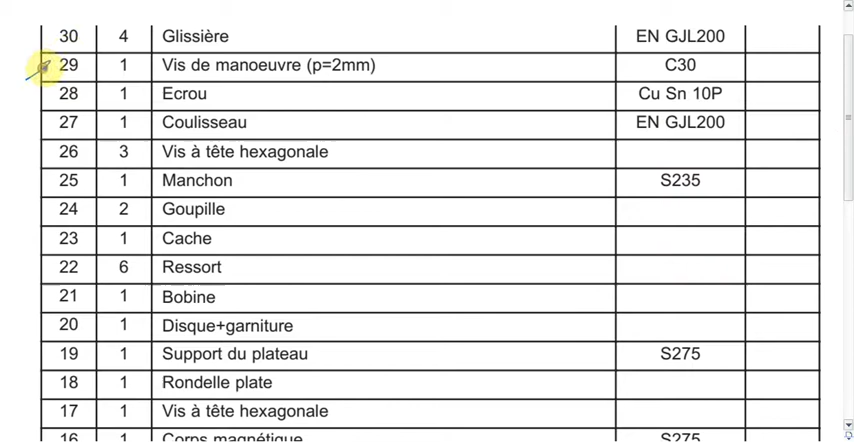 30 4 Glissière EN GJL200
29 1 Vis de manoeuvre (p=2mm) C30
28 1 Ecrou Cu Sn 10P
27 1 Coulisseau EN GJL200
26 3 Vis à tête hexagonale
25 1 Manchon S235
24 2 Goupille
23 1 Cache
22 6 Ressort
21 1 Bobine
20 1 Disque+garniture
19 1 Support du plateau S275
18 1 Rondelle plate
17 1 Vis à tête hexagonale
16 1 Corps magnétique S275